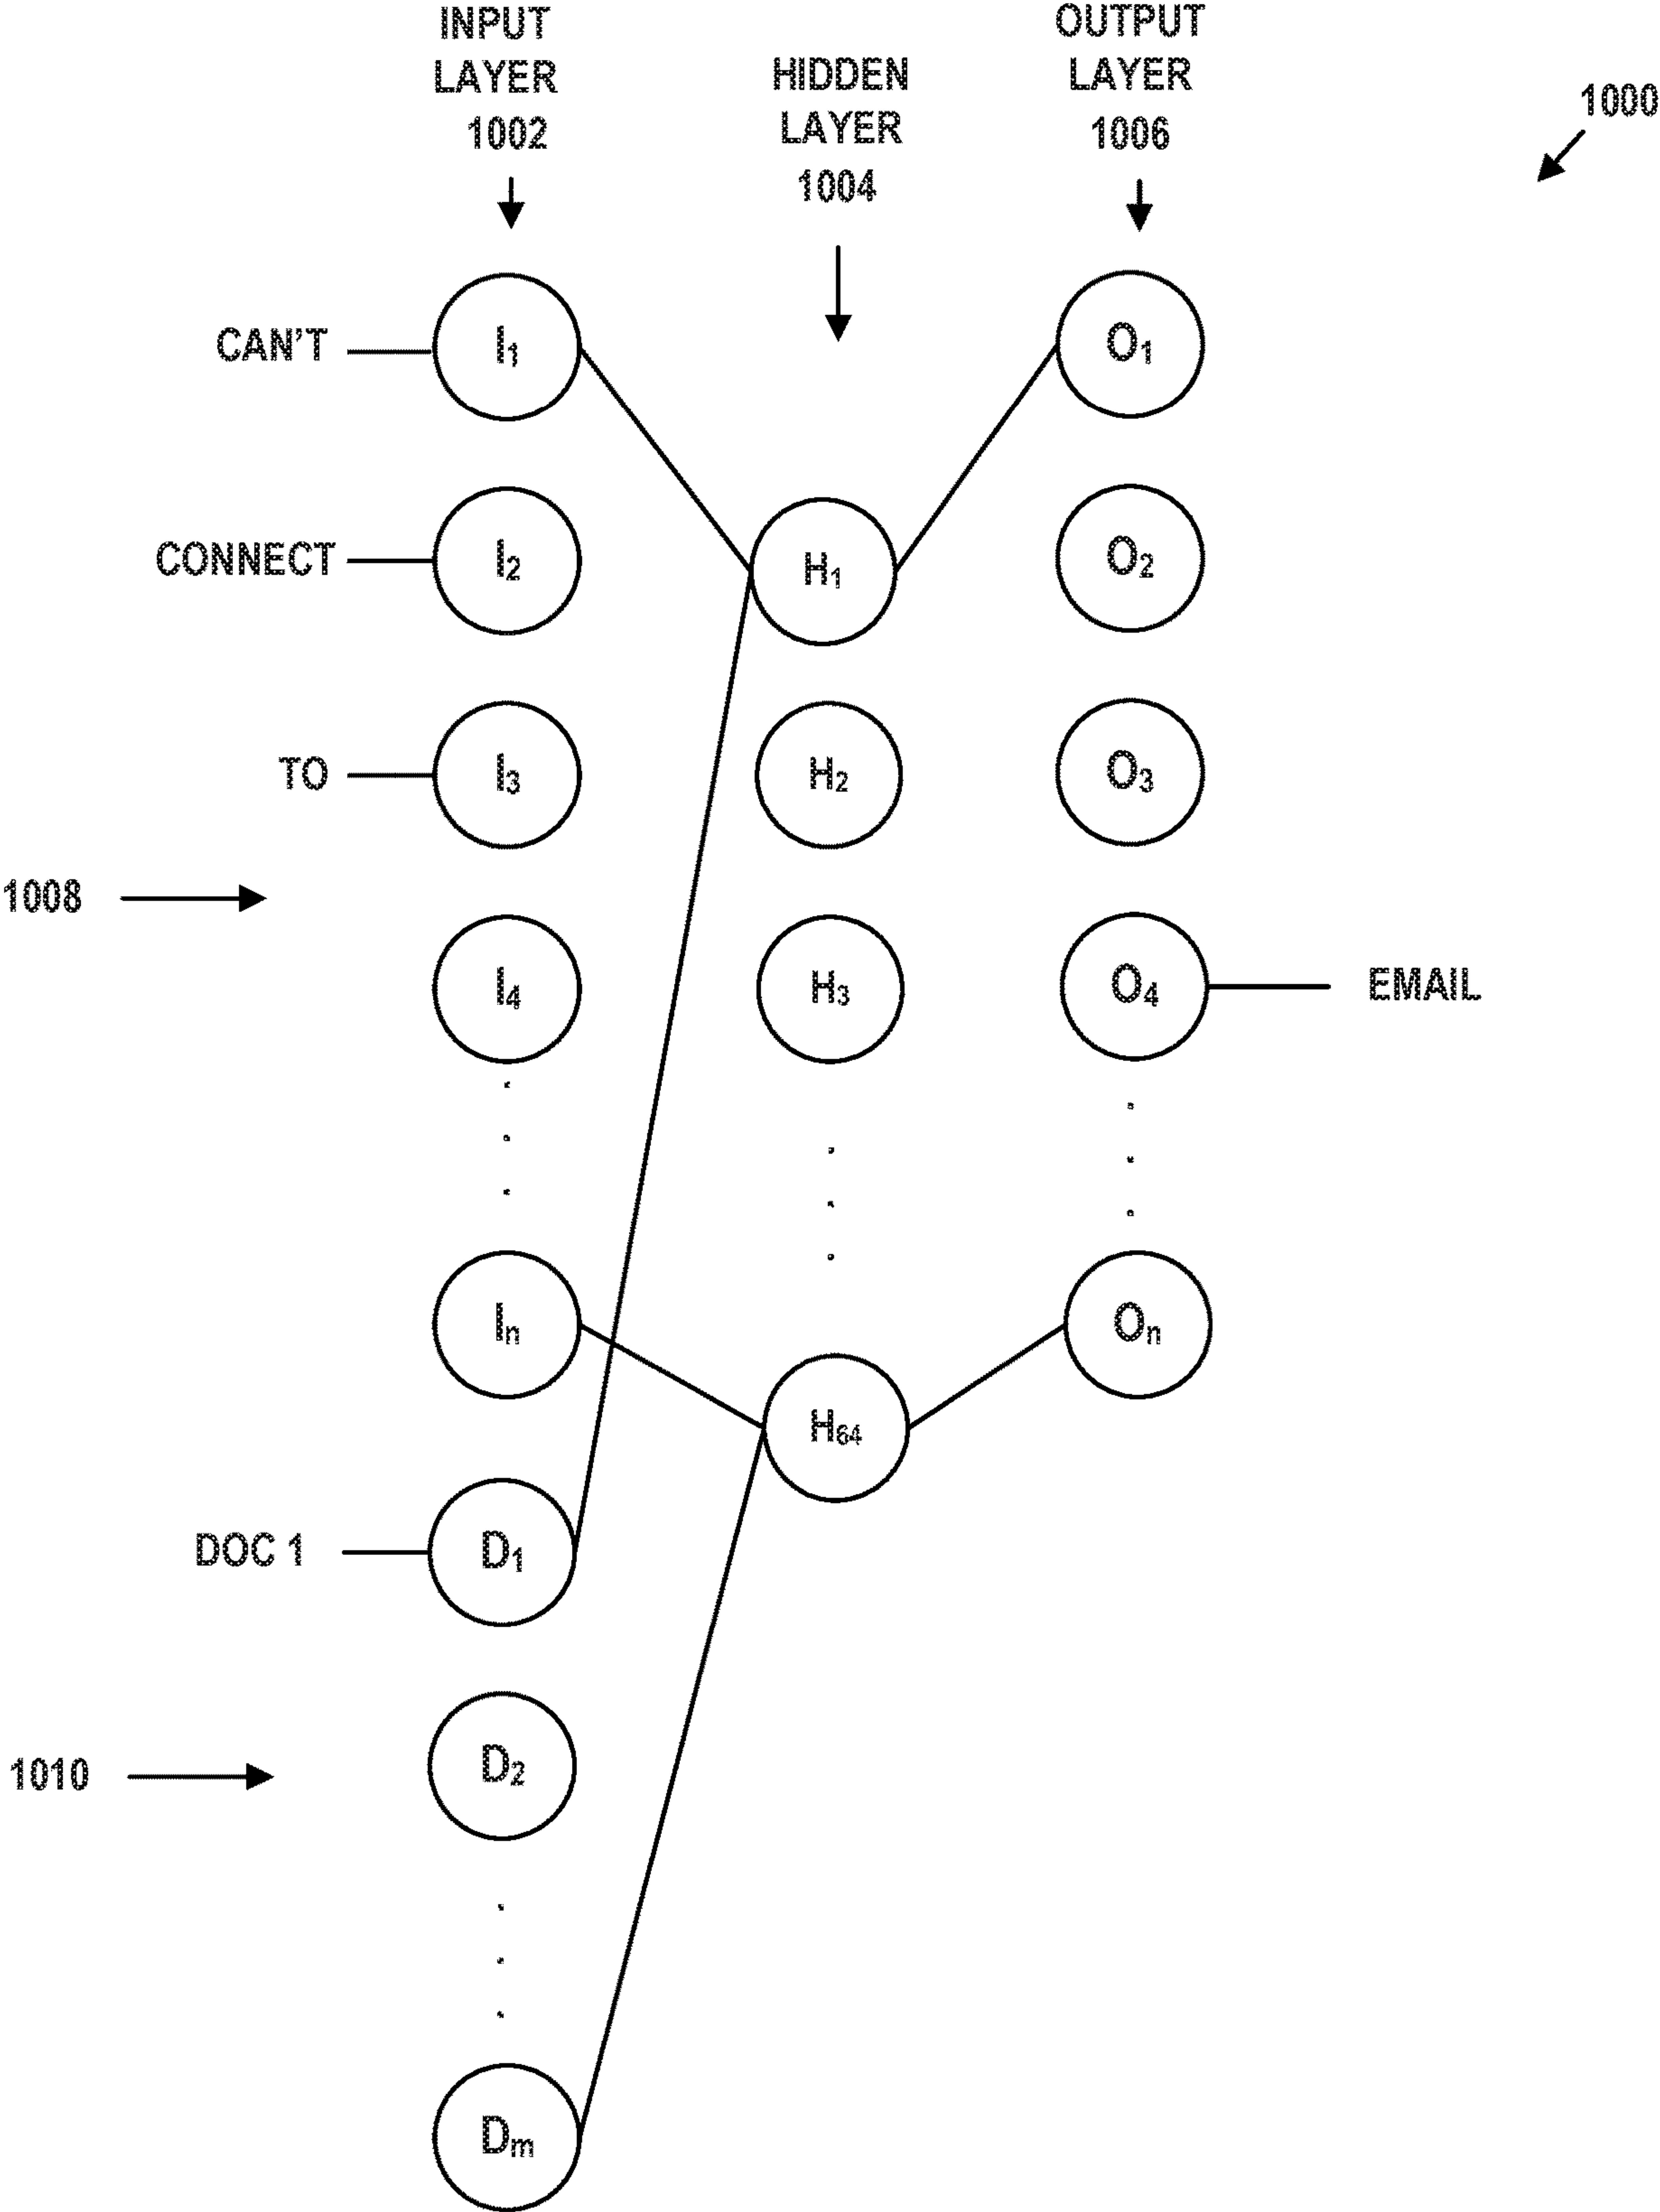 INPUT
LAYER
1002
HIDDEN
LAYER
1004
OUTPUT
LAYER
1006
1000
CAN'T
I₁
O₁
CONNECT
I₂
H₁
O₂
TO
I₃
H₂
O₃
1008
I₄
H₃
O₄
EMAIL
Iₙ
Oₙ
H₆₄
DOC 1
D₁
1010
D₂
Dₘ